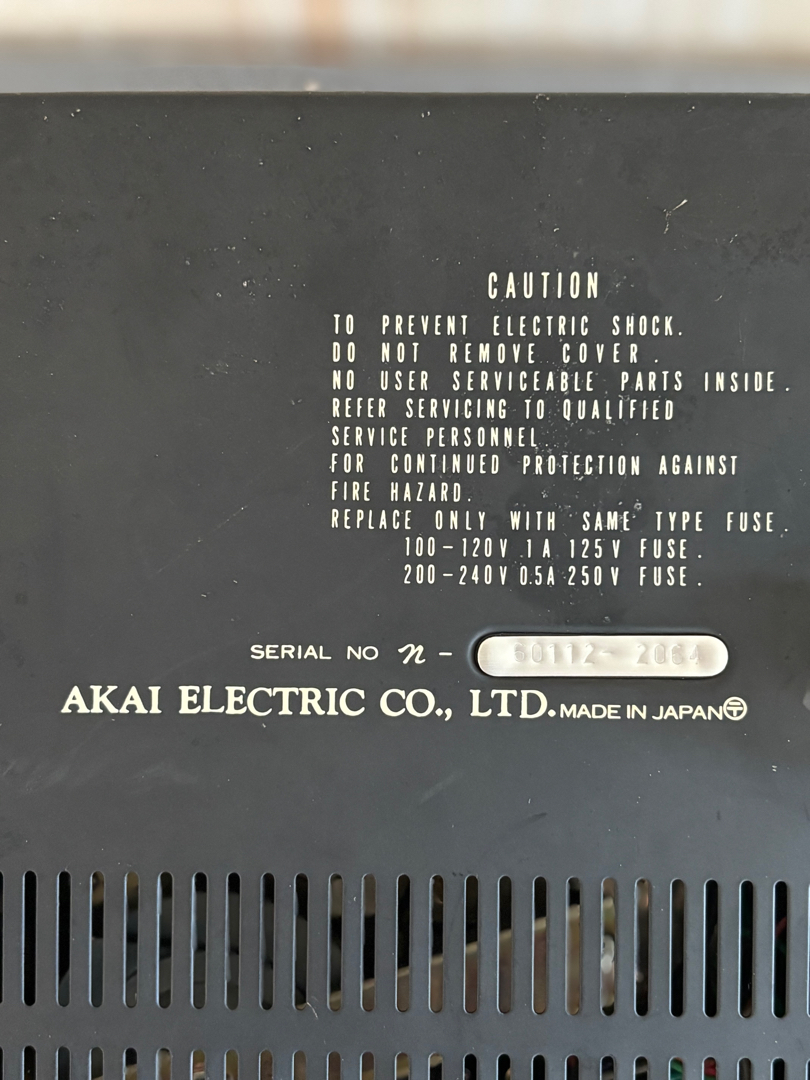 CAUTION
TO PREVENT ELECTRIC SHOCK.
DO NOT REMOVE COVER.
NO USER SERVICEABLE PARTS INSIDE.
REFER SERVICING TO QUALIFIED
SERVICE PERSONNEL.
FOR CONTINUED PROTECTION AGAINST
FIRE HAZARD.
REPLACE ONLY WITH SAME TYPE FUSE.
100-120V 1A 125V FUSE.
200-240V 0.5A 250V FUSE.
SERIAL NO n-
AKAI ELECTRIC CO., LTD. MADE IN JAPAN